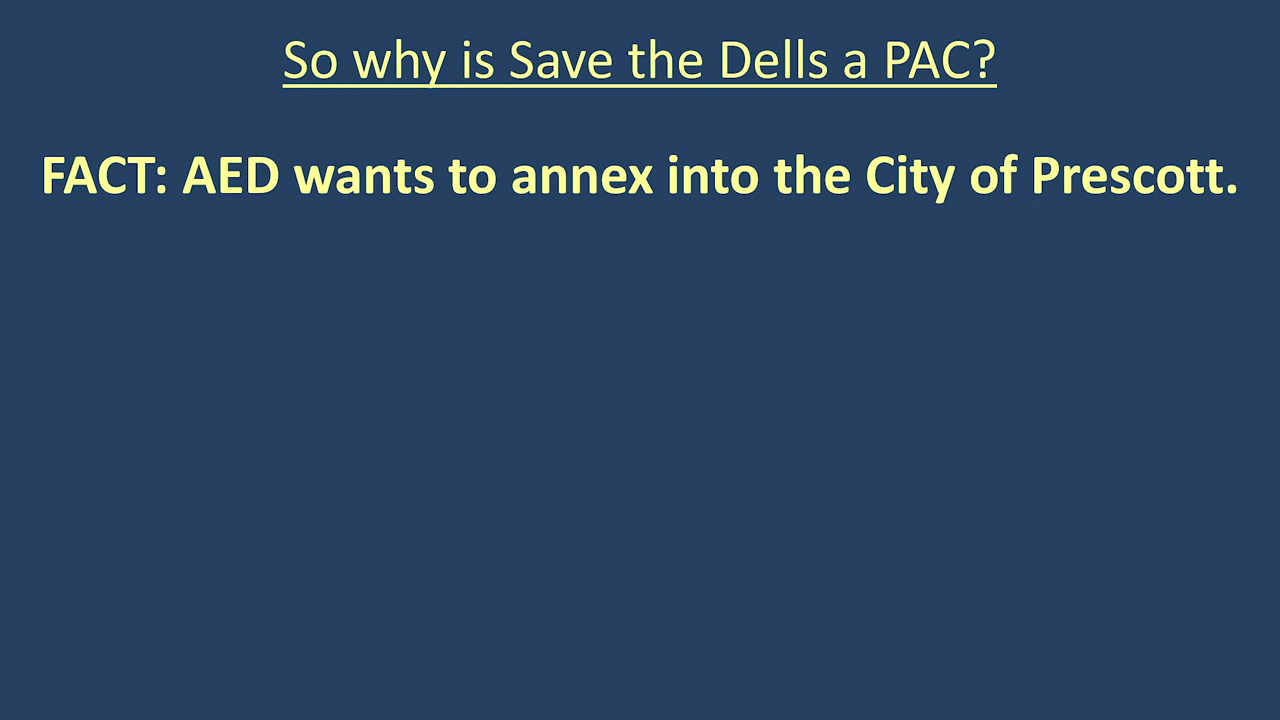 So why is Save the Dells a PAC?
FACT: AED wants to annex into the City of Prescott.